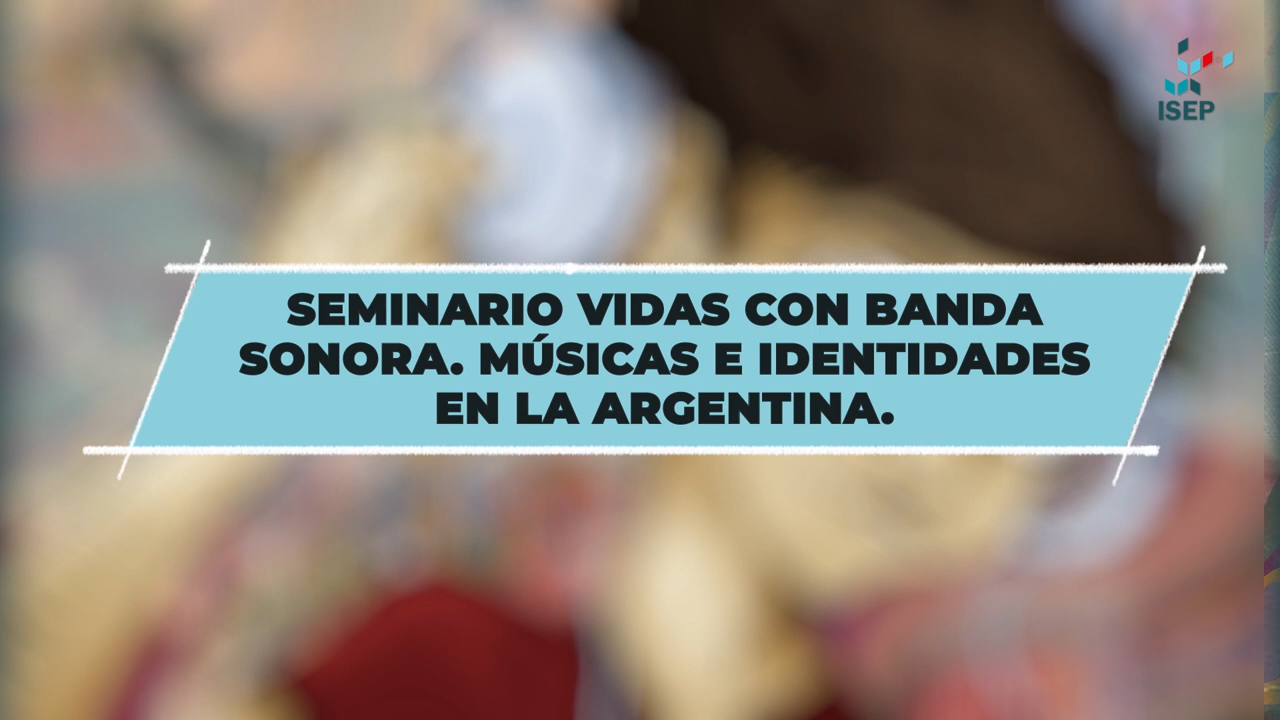 ISEP
SEMINARIO VIDAS CON BANDA
SONORA. MÚSICAS E IDENTIDADES
EN LA ARGENTINA.